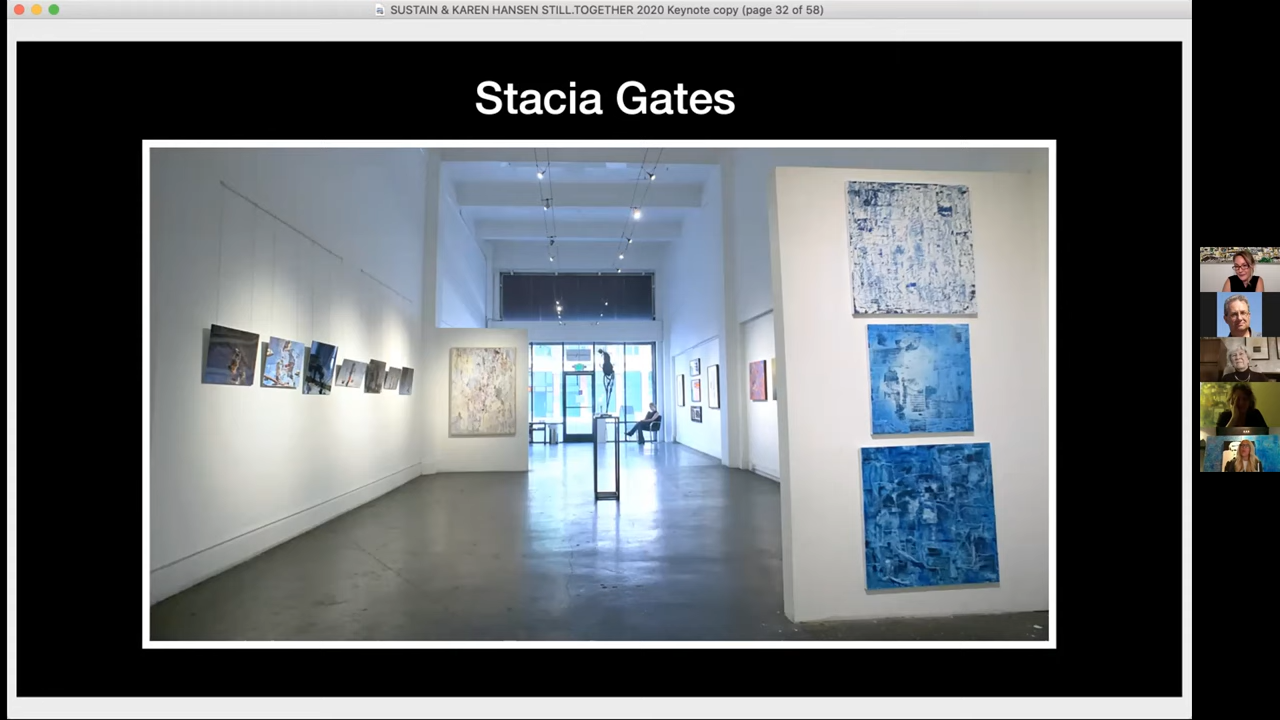 SUSTAIN & KAREN HANSEN STILL.TOGETHER 2020 Keynote copy (page 32 of 58)
Stacia Gates